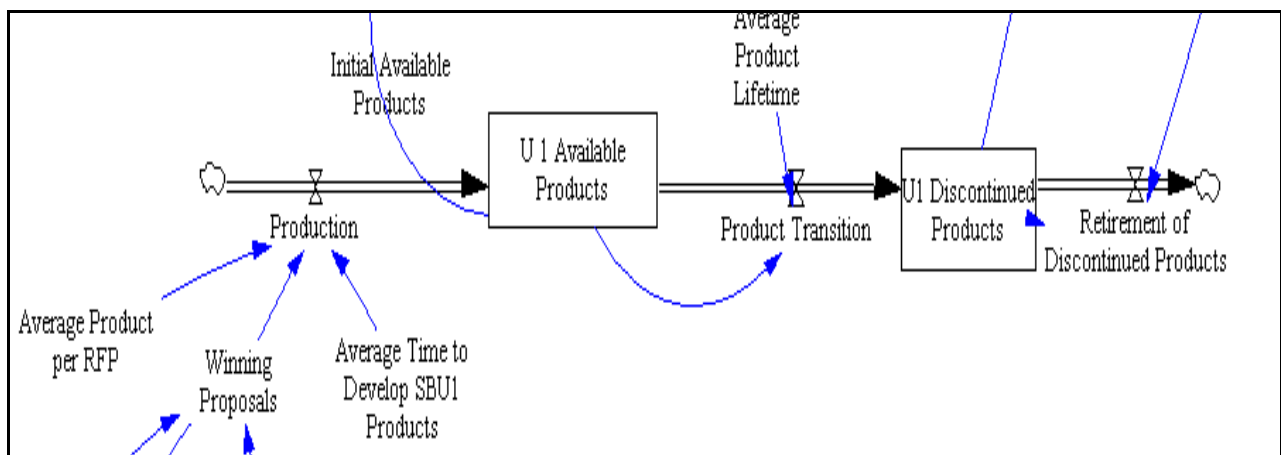 Average
Product
Lifetime
Initial Available
Products
U 1 Available
Products
U1 Discontinued
Products
Production
Product Transition
Retirement of
Discontinued Products
Average Product
per RFP
Winning
Proposals
Average Time to
Develop SBU1
Products